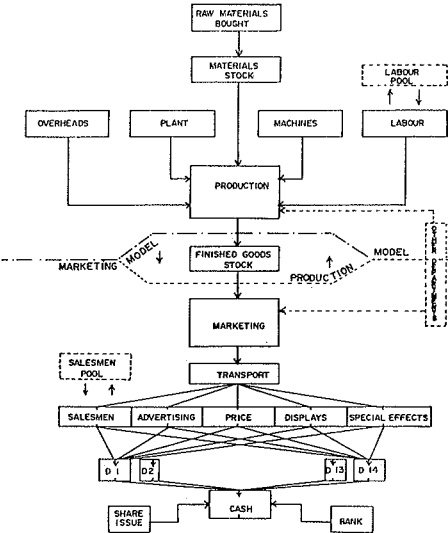 RAW MATERIALS
BOUGHT
MATERIALS
STOCK
LABOUR
POOL
OVERHEADS
PLANT
MACHINES
LABOUR
PRODUCTION
MODEL
MODEL
FINISHED GOODS
STOCK
MARKETING
PRODUCTION
MARKETING
TRANSPORT
SALESMEN
POOL
SALESMEN
ADVERTISING
PRICE
DISPLAYS
SPECIAL EFFECTS
D 1
D 2
D 13
D 14
CASH
SHARE
ISSUE
BANK